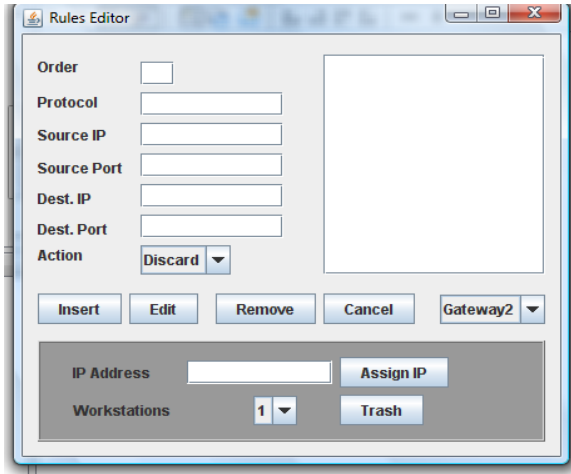 Rules Editor
Order
Protocol
Source IP
Source Port
Dest. IP
Dest. Port
Action Discard
Insert Edit Remove Cancel Gateway2
IP Address Assign IP
Workstations 1 Trash